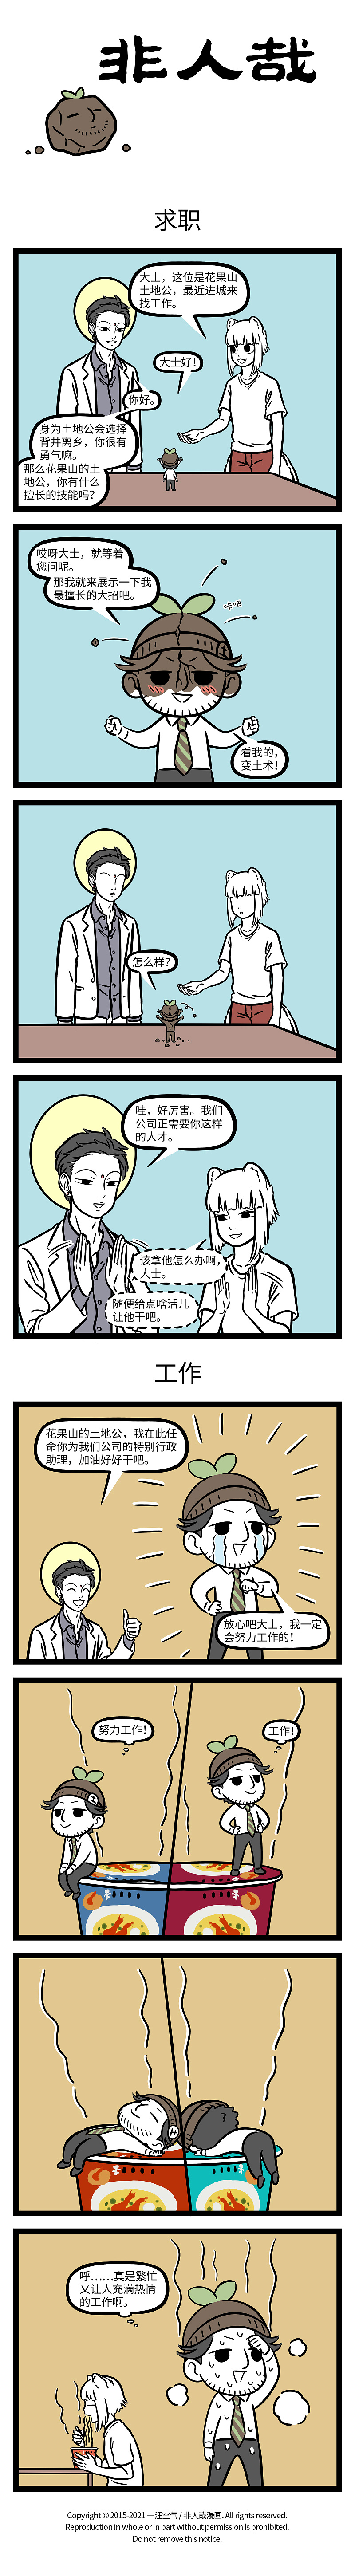 非人哉
求职
大士，这位是花果山
土地公，最近进城来
找工作。
大士好！
你好。
身为土地公会选择
背井离乡，你很有
勇气嘛。
那么花果山的土
地公，你有什么
擅长的技能吗？
哎呀大士，就等着
您问呢。
那我就来展示一下我
最擅长的大招吧。
咔吧
看我的，
变土术！
怎么样？
哇，好厉害。我们
公司正需要你这样
的人才。
该拿他怎么办啊，
大士。
随便给点啥活儿
让他干吧。
工作
花果山的土地公，我在此任
命你为我们公司的特别行政
助理，加油好好干吧。
放心吧大士，我一定
会努力工作的！
努力工作！
工作！
呼……真是繁忙
又让人充满热情
的工作啊。
Copyright © 2015-2021 一汪空气 / 非人哉漫画. All rights reserved.
Reproduction in whole or in part without permission is prohibited.
Do not remove this notice.